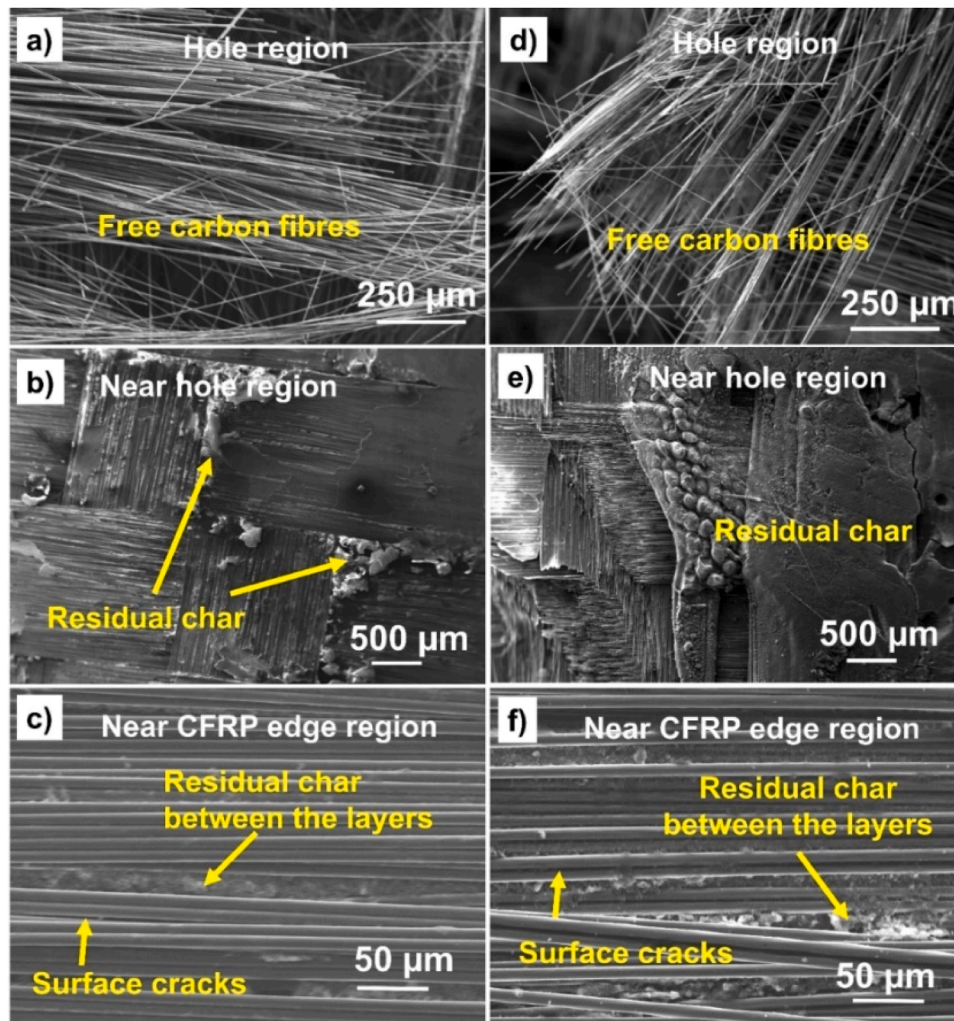 a)
Hole region
Free carbon fibres
250 µm
b)
Near hole region
Residual char
500 µm
c)
Near CFRP edge region
Residual char
between the layers
Surface cracks
50 µm
d)
Hole region
Free carbon fibres
250 µm
e)
Near hole region
Residual char
500 µm
f)
Near CFRP edge region
Residual char
between the layers
Surface cracks
50 µm